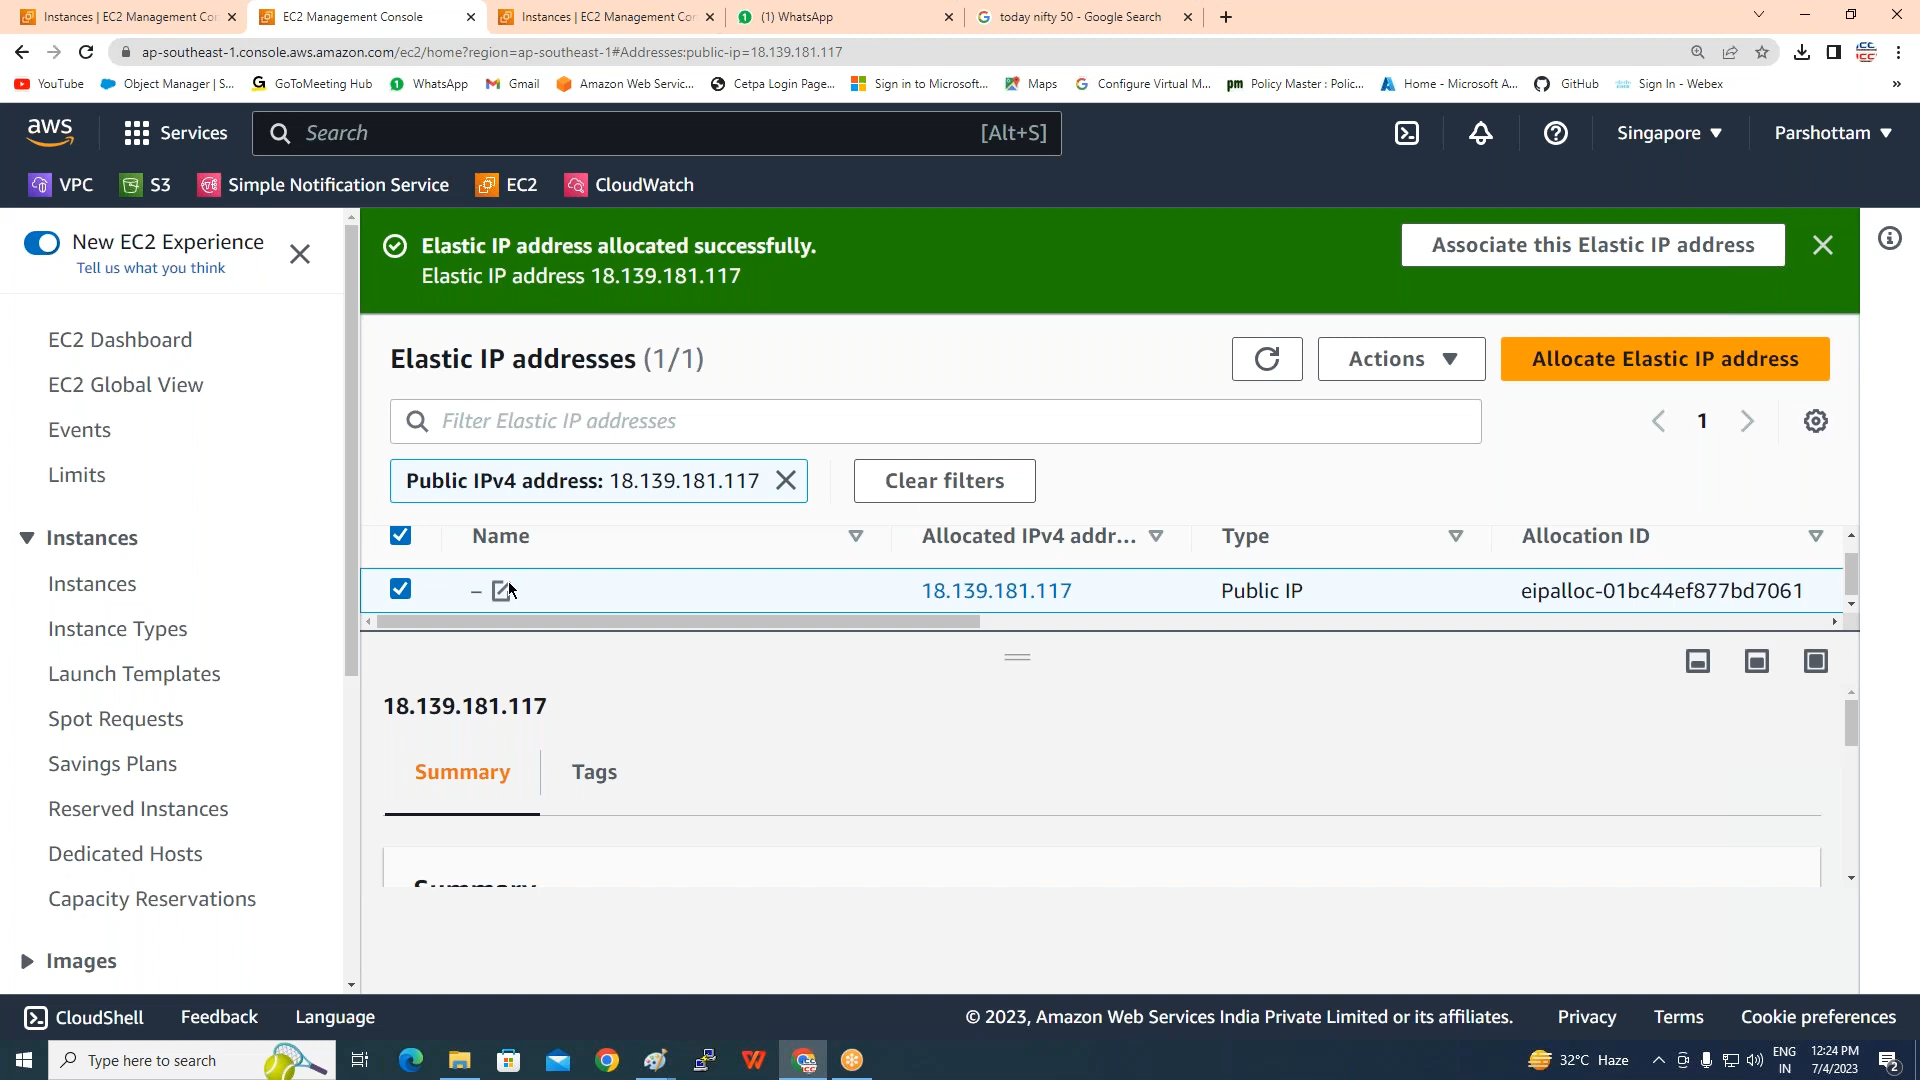 Instances | EC2 Management Con
EC2 Management Console
Instances | EC2 Management Con
(1) WhatsApp
today nifty 50 - Google Search
ap-southeast-1.console.aws.amazon.com/ec2/home?region=ap-southeast-1#Addresses:public-ip=18.139.181.117
YouTube
Object Manager | S...
GoToMeeting Hub
WhatsApp
Gmail
Amazon Web Servic...
Cetpa Login Page...
Sign in to Microsoft...
Maps
Configure Virtual M...
pm Policy Master : Polic...
Home - Microsoft A...
GitHub
Sign In - Webex
»
aws
Services
Search
[Alt+S]
Singapore
Parshottam
VPC
S3
Simple Notification Service
EC2
CloudWatch
New EC2 Experience
Tell us what you think
EC2 Dashboard
EC2 Global View
Events
Limits
Instances
Instances
Instance Types
Launch Templates
Spot Requests
Savings Plans
Reserved Instances
Dedicated Hosts
Capacity Reservations
Images
Elastic IP address allocated successfully.
Elastic IP address 18.139.181.117
Associate this Elastic IP address
Elastic IP addresses (1/1)
Actions
Allocate Elastic IP address
Filter Elastic IP addresses
1
Public IPv4 address: 18.139.181.117
Clear filters
Name
Allocated IPv4 addr...
Type
Allocation ID
–
18.139.181.117
Public IP
eipalloc-01bc44ef877bd7061
18.139.181.117
Summary
Tags
Summary
CloudShell
Feedback
Language
© 2023, Amazon Web Services India Private Limited or its affiliates.
Privacy
Terms
Cookie preferences
Type here to search
32°C Haze
ENG
IN
12:24 PM
7/4/2023
2